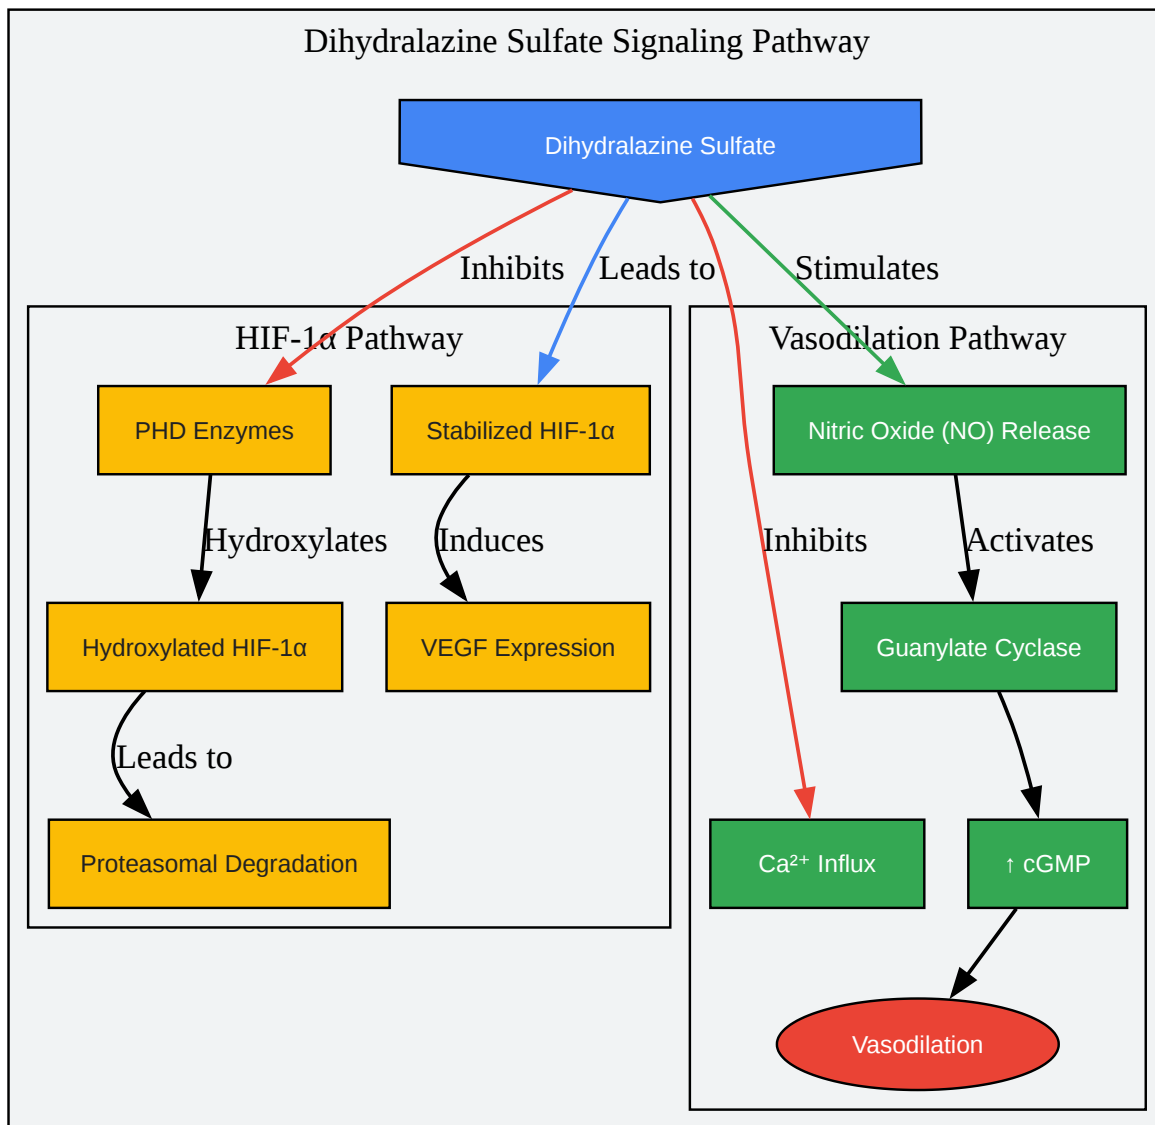 Dihydralazine Sulfate Signaling Pathway
Dihydralazine Sulfate
Inhibits
Leads to
Stimulates
HIF-1α Pathway
Vasodilation Pathway
PHD Enzymes
Stabilized HIF-1α
Nitric Oxide (NO) Release
Hydroxylates
Induces
Inhibits
Activates
Hydroxylated HIF-1α
VEGF Expression
Guanylate Cyclase
Leads to
Proteasomal Degradation
Ca²⁺ Influx
↑ cGMP
Vasodilation